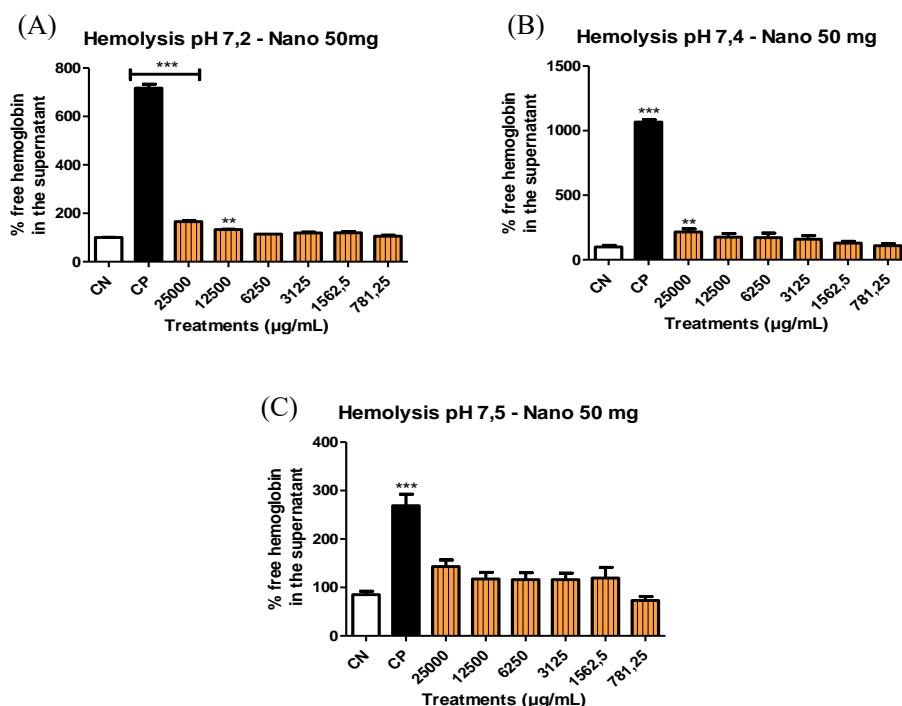 (A)
Hemolysis pH 7,2 - Nano 50mg
% free hemoglobin
in the supernatant
800
600
400
200
0
***
**
CN
CP
25000
12500
6250
3125
1562,5
781,25
Treatments (µg/mL)
(B)
Hemolysis pH 7,4 - Nano 50 mg
% free hemoglobin
in the supernatant
1500
1000
500
0
***
**
CN
CP
25000
12500
6250
3125
1562,5
781,25
Treatments (µg/mL)
(C)
Hemolysis pH 7,5 - Nano 50 mg
% free hemoglobin
in the supernatant
400
300
200
100
0
***
CN
CP
25000
12500
6250
3125
1562,5
781,25
Treatments (µg/mL)